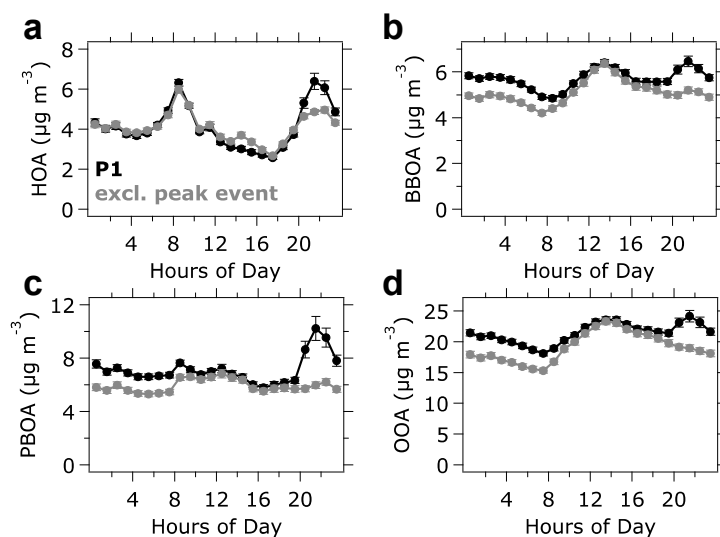 a
HOA (µg m⁻³)
8
6
4
2
0
P1
excl. peak event
4 8 12 16 20
Hours of Day
b
BBOA (µg m⁻³)
6
4
2
0
4 8 12 16 20
Hours of Day
c
PBOA (µg m⁻³)
12
8
4
0
4 8 12 16 20
Hours of Day
d
OOA (µg m⁻³)
25
20
15
10
5
0
4 8 12 16 20
Hours of Day